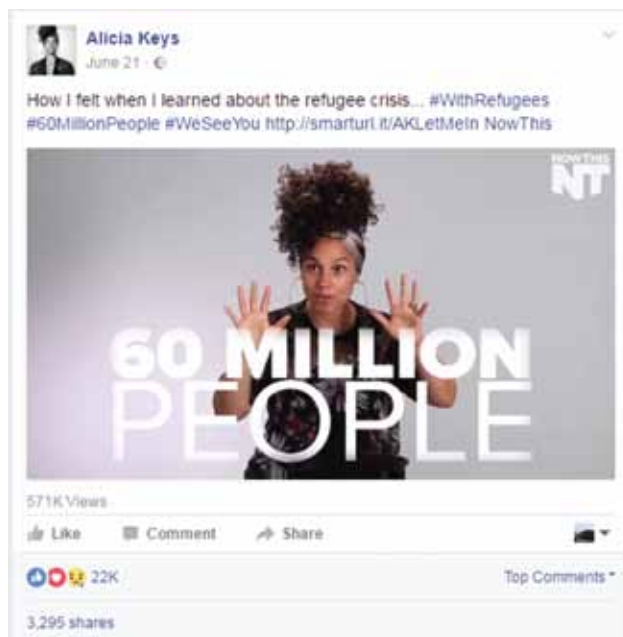 Alicia Keys
June 21
How I felt when I learned about the refugee crisis... #WithRefugees
#60MillionPeople #WeSeeYou http://smarturl.it/AKLetMeIn NowThis
NOWTHIS
NT
60 MILLION
PEOPLE
571K Views
Like Comment Share
22K Top Comments
3,295 shares